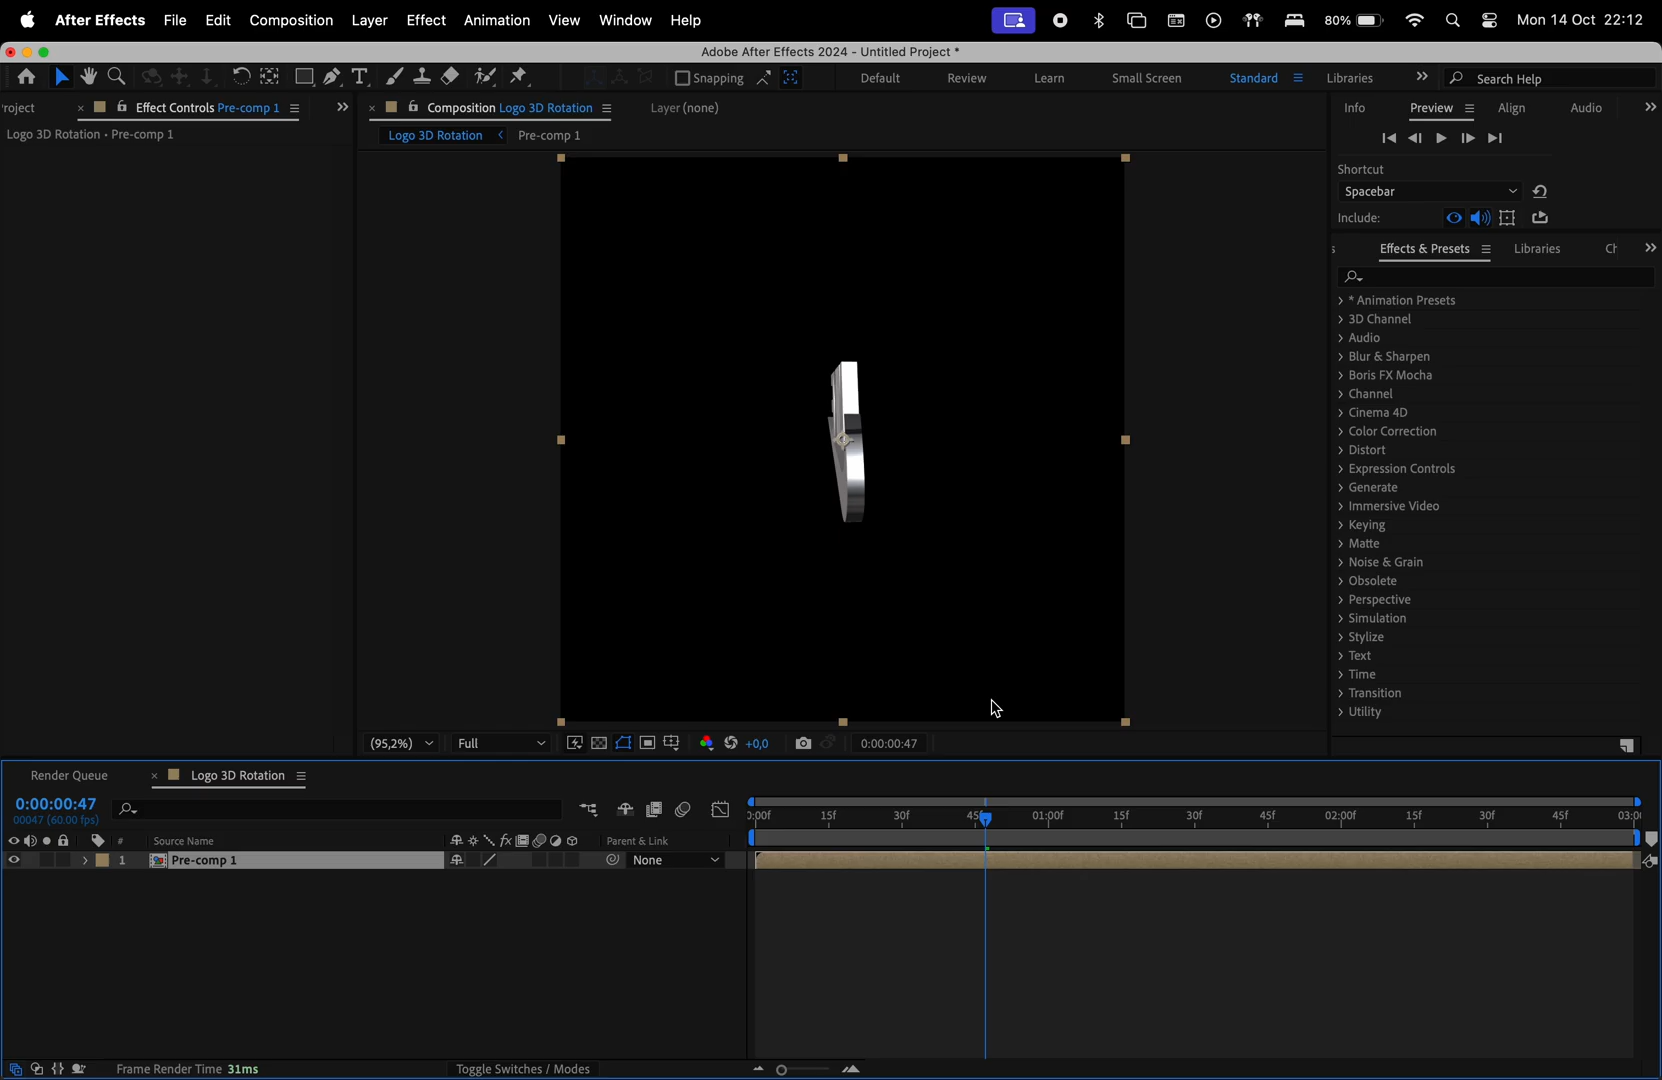 After Effects File Edit Composition Layer Effect Animation View Window Help 80% Mon 14 Oct 22:12
Adobe After Effects 2024 - Untitled Project *
Snapping Default Review Learn Small Screen Standard Libraries Search Help
roject × Effect Controls Pre-comp 1 × Composition Logo 3D Rotation Layer (none) Info Preview Align Audio
Logo 3D Rotation • Pre-comp 1 Logo 3D Rotation Pre-comp 1
Shortcut
Spacebar
Include:
s Effects & Presets Libraries Ch
* Animation Presets
3D Channel
Audio
Blur & Sharpen
Boris FX Mocha
Channel
Cinema 4D
Color Correction
Distort
Expression Controls
Generate
Immersive Video
Keying
Matte
Noise & Grain
Obsolete
Perspective
Simulation
Stylize
Text
Time
Transition
Utility
(95,2%) Full +0,0 0:00:00:47
Render Queue × Logo 3D Rotation
0:00:00:47
00047 (60.00 fps)
):00f 15f 30f 45f 01:00f 15f 30f 45f 02:00f 15f 30f 45f 03:0(
# Source Name fx Parent & Link
1 Pre-comp 1 None
Frame Render Time 31ms Toggle Switches / Modes